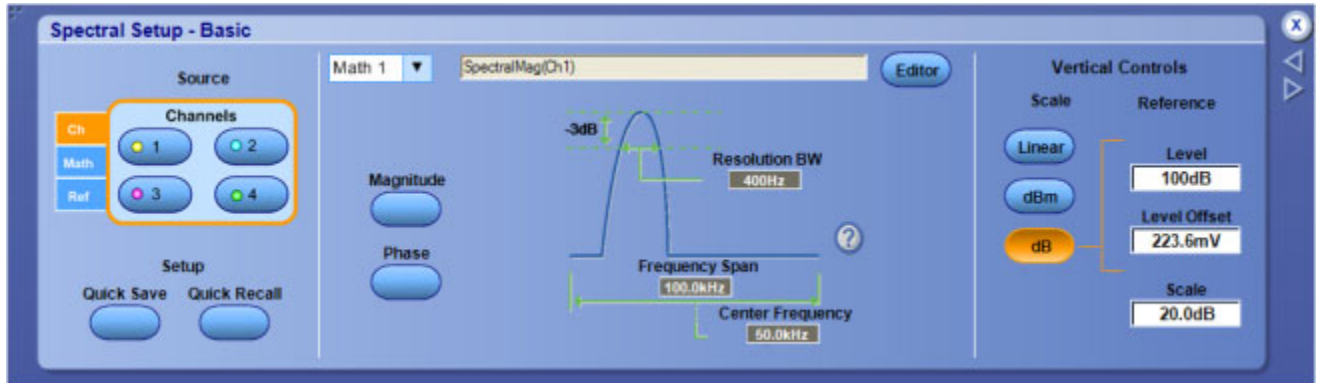 Spectral Setup - Basic
X
Source
Channels
Ch
Math
Ref
1
2
3
4
Setup
Quick Save
Quick Recall
Math 1
SpectralMag(Ch1)
Editor
Magnitude
Phase
-3dB
Resolution BW
400Hz
?
Frequency Span
100.0kHz
Center Frequency
50.0kHz
Vertical Controls
Scale
Linear
dBm
dB
Reference
Level
100dB
Level Offset
223.6mV
Scale
20.0dB